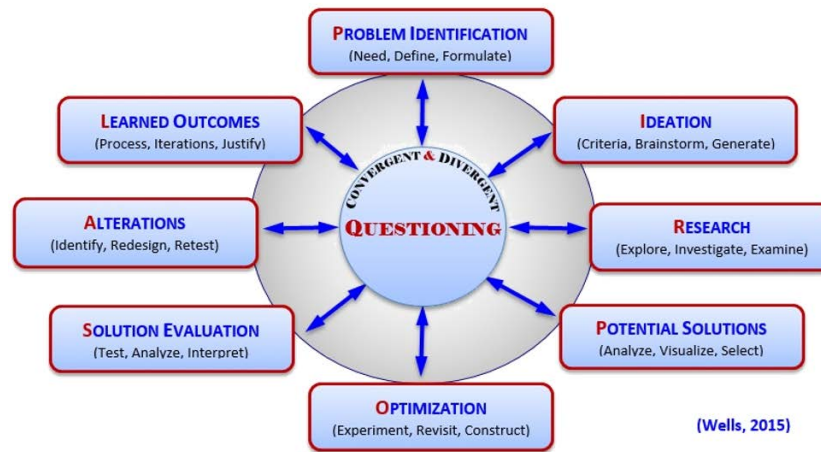 PROBLEM IDENTIFICATION
(Need, Define, Formulate)
LEARNED OUTCOMES
(Process, Iterations, Justify)
IDEATION
(Criteria, Brainstorm, Generate)
CONVERGENT & DIVERGENT
QUESTIONING
ALTERATIONS
(Identify, Redesign, Retest)
RESEARCH
(Explore, Investigate, Examine)
SOLUTION EVALUATION
(Test, Analyze, Interpret)
POTENTIAL SOLUTIONS
(Analyze, Visualize, Select)
OPTIMIZATION
(Experiment, Revisit, Construct)
(Wells, 2015)